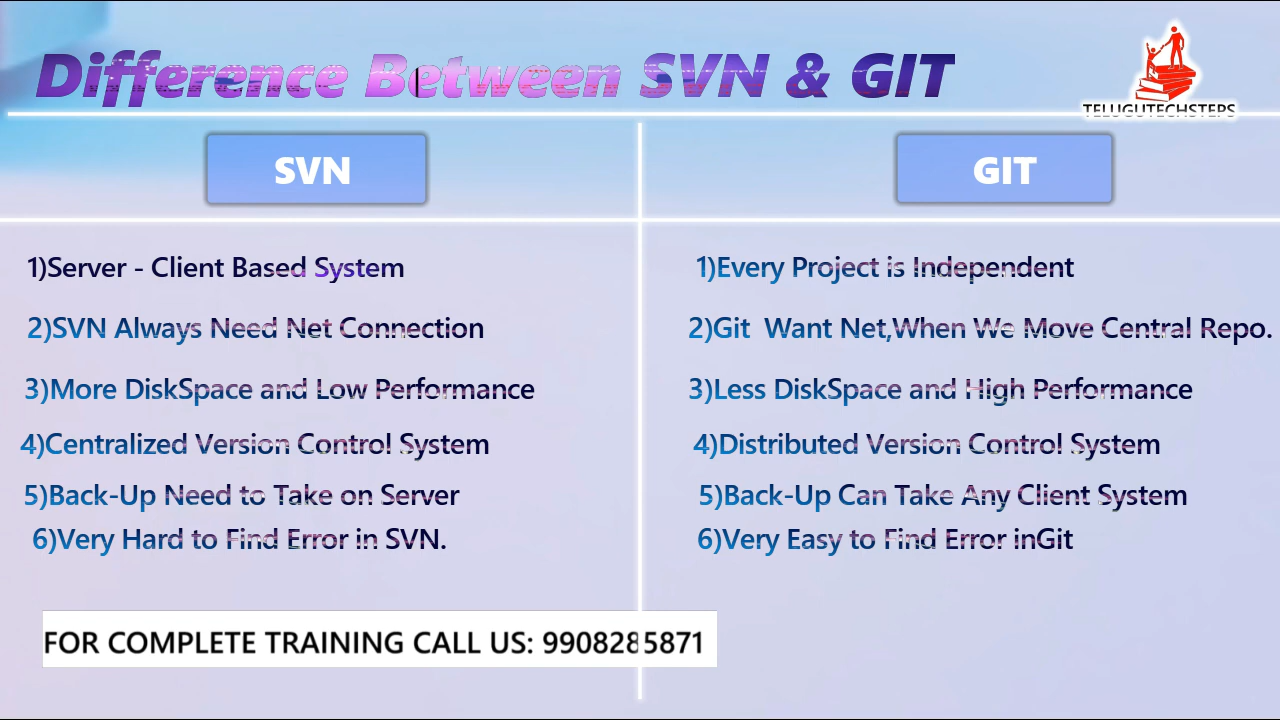 Difference Between SVN & GIT
TELUGUTECHSTEPS
SVN
1)Server - Client Based System
2)SVN Always Need Net Connection
3)More DiskSpace and Low Performance
4)Centralized Version Control System
5)Back-Up Need to Take on Server
6)Very Hard to Find Error in SVN.
GIT
1)Every Project is Independent
2)Git  Want Net,When We Move Central Repo.
3)Less DiskSpace and High Performance
4)Distributed Version Control System
5)Back-Up Can Take Any Client System
6)Very Easy to Find Error inGit
FOR COMPLETE TRAINING CALL US: 9908285871